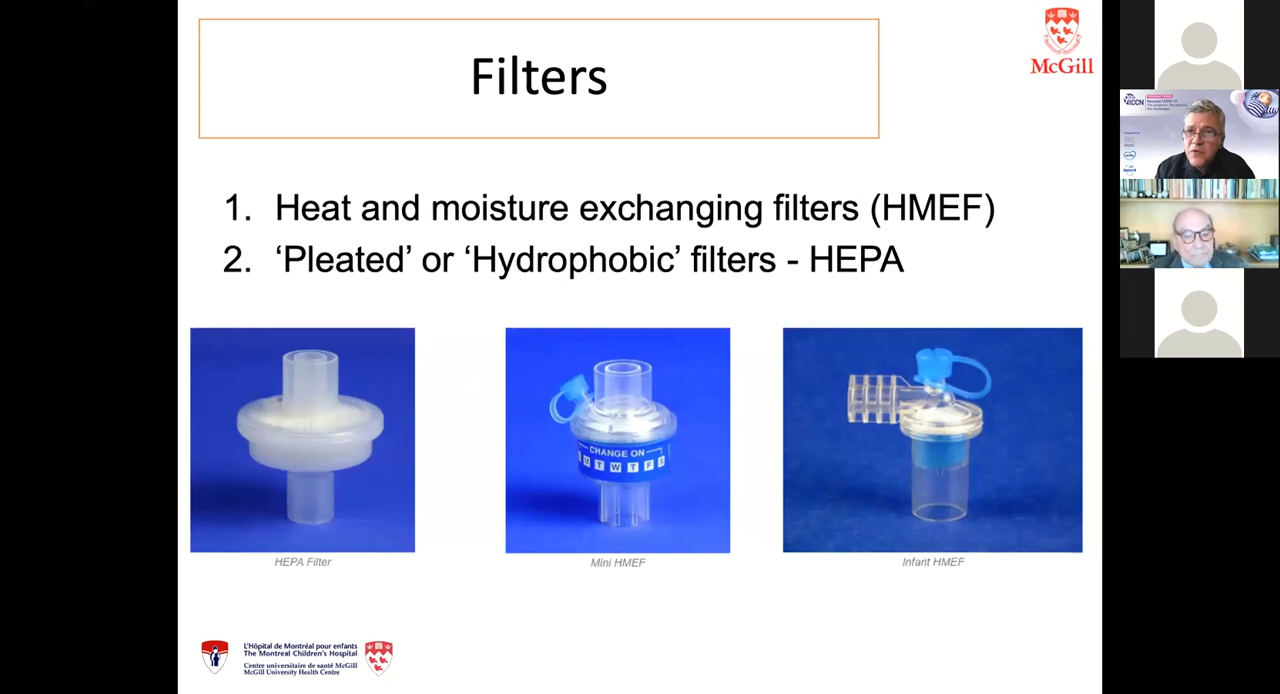 Filters
McGill
1. Heat and moisture exchanging filters (HMEF)
2. ‘Pleated’ or ‘Hydrophobic’ filters - HEPA
CHANGE ON
T W T F S
HEPA Filter
Mini HMEF
Infant HMEF
L'Hôpital de Montréal pour enfants
The Montreal Children's Hospital
Centre universitaire de santé McGill
McGill University Health Centre